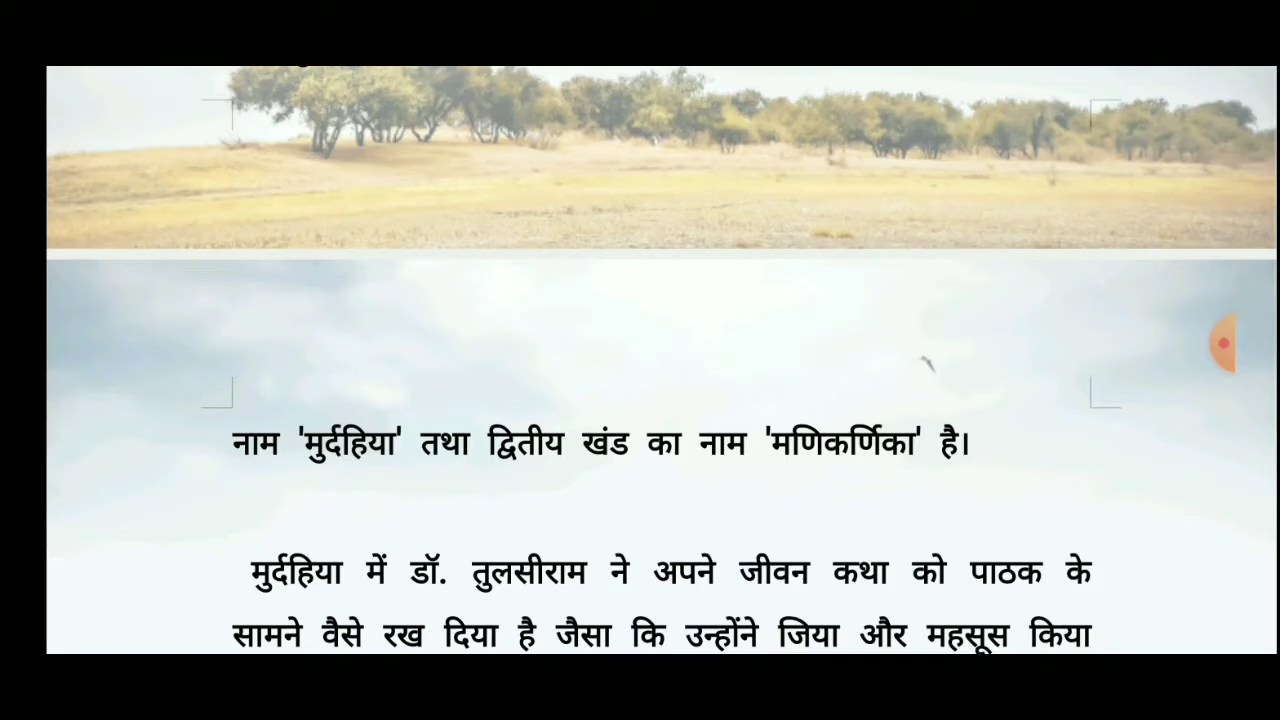 नाम 'मुर्दहिया' तथा द्वितीय खंड का नाम 'मणिकर्णिका' है।
मुर्दहिया में डॉ. तुलसीराम ने अपने जीवन कथा को पाठक के
सामने वैसे रख दिया है जैसा कि उन्होंने जिया और महसूस किया